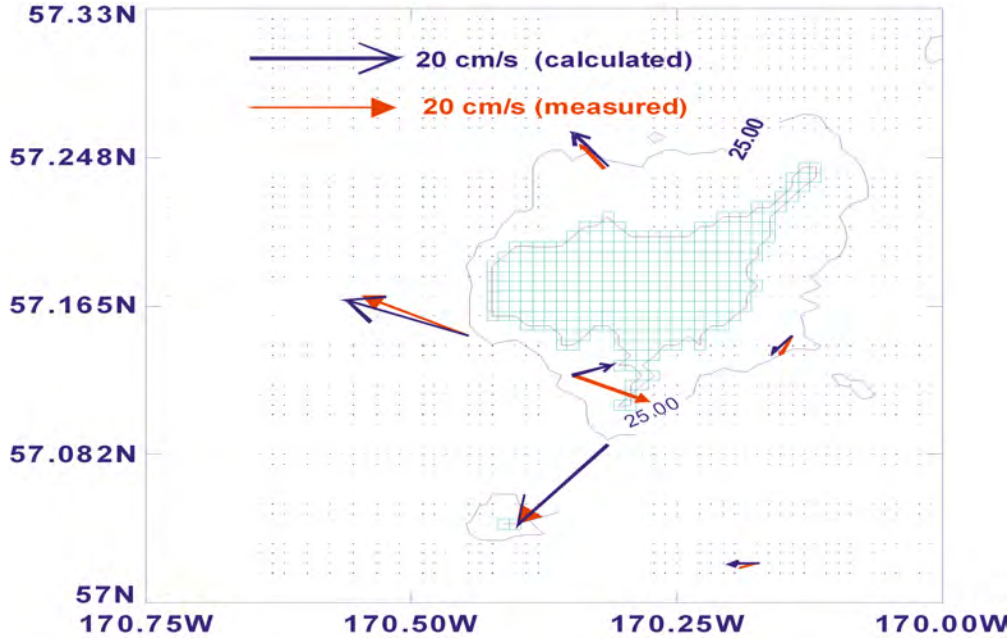 57.33N
20 cm/s (calculated)
20 cm/s (measured)
25.00
57.248N
57.165N
25.00
57.082N
57N
170.75W 170.50W 170.25W 170.00W